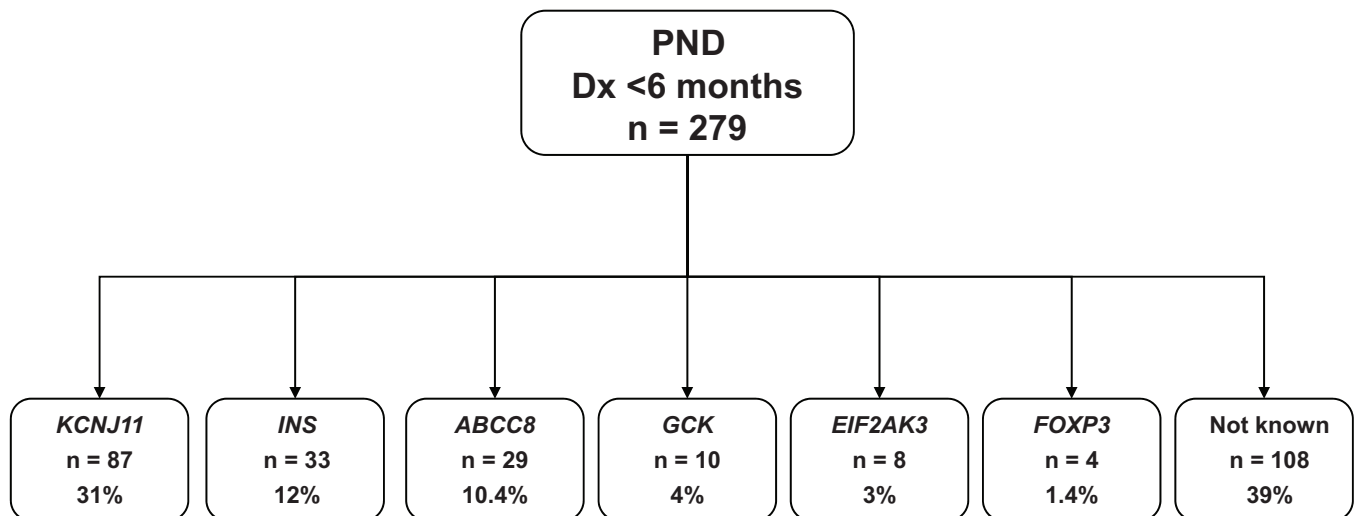 PND
Dx <6 months
n = 279
KCNJ11
n = 87
31%
INS
n = 33
12%
ABCC8
n = 29
10.4%
GCK
n = 10
4%
EIF2AK3
n = 8
3%
FOXP3
n = 4
1.4%
Not known
n = 108
39%